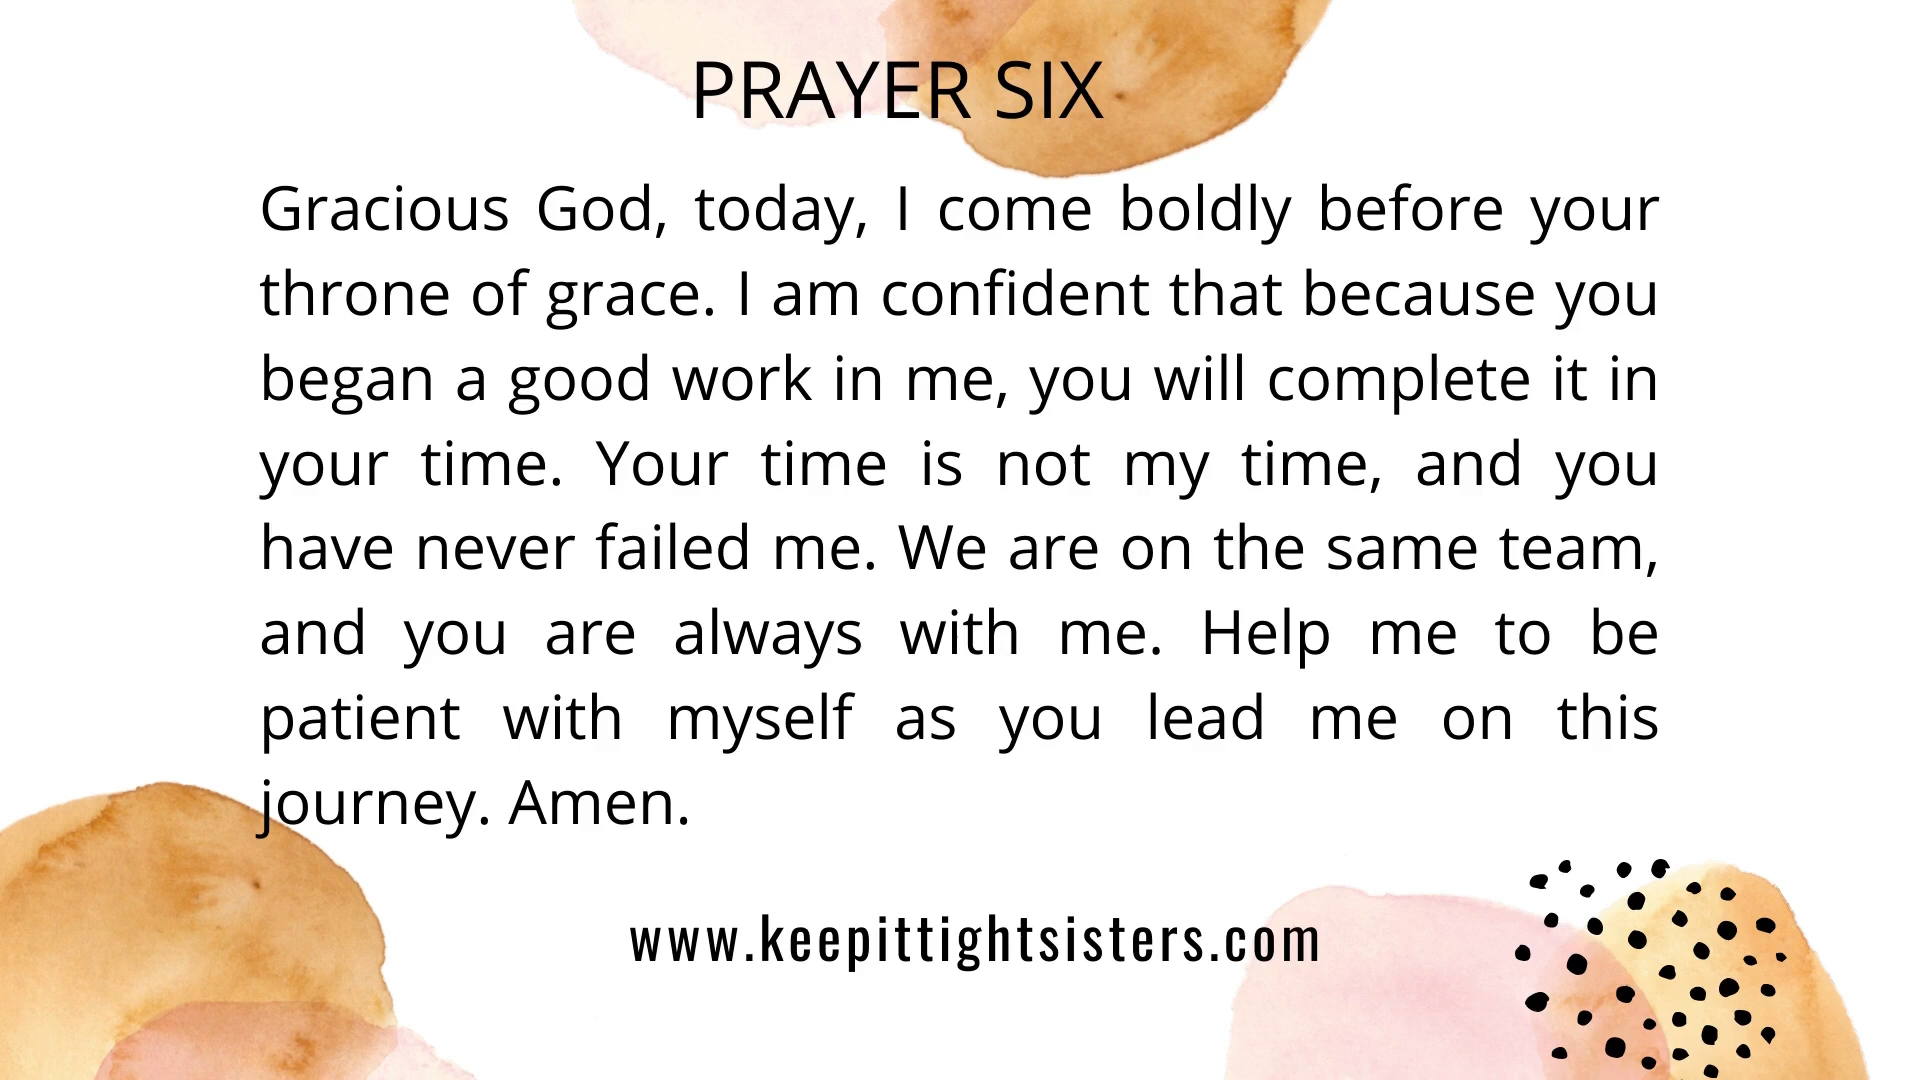 PRAYER SIX
Gracious God, today, I come boldly before your
throne of grace. I am confident that because you
began a good work in me, you will complete it in
your time. Your time is not my time, and you
have never failed me. We are on the same team,
and you are always with me. Help me to be
patient with myself as you lead me on this
journey. Amen.
www.keepittightsisters.com